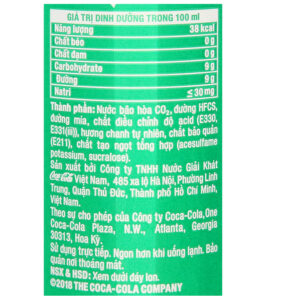 GIÁ TRỊ DINH DƯỠNG TRONG 100 ml
Năng lượng 38 kcal
Chất béo 0 g
Chất đạm 0 g
Carbohydrate 9 g
Đường 9 g
Natri ≤ 30 mg
Thành phần: Nước bão hòa CO₂, đường HFCS,
đường mía, chất điều chỉnh độ acid (E330,
E331(iii)), hương chanh tự nhiên, chất bảo quản
(E211), chất tạo ngọt tổng hợp (acesulfame
potassium, sucralose).
Sản xuất bởi Công ty TNHH Nước Giải Khát
Coca-Cola Việt Nam, 485 xa lộ Hà Nội, Phường Linh
Trung, Quận Thủ Đức, Thành phố Hồ Chí Minh,
Việt Nam.
Theo sự cho phép của Công ty Coca-Cola, One
Coca-Cola Plaza, N.W., Atlanta, Georgia
30313, Hoa Kỳ.
Sử dụng trực tiếp. Ngon hơn khi uống lạnh. Bảo
quản nơi thoáng mát.
NSX & HSD: Xem dưới đáy lon.
©2018 THE COCA-COLA COMPANY